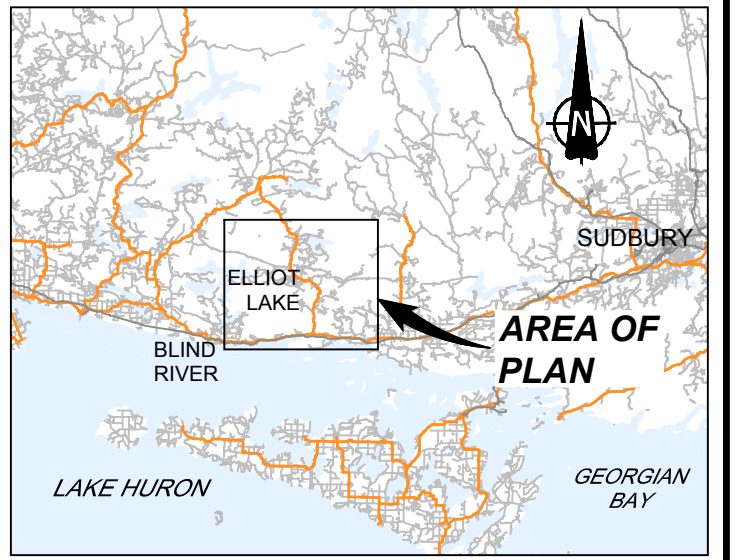 N
SUDBURY
ELLIOT
LAKE
AREA OF
PLAN
BLIND
RIVER
LAKE HURON
GEORGIAN
BAY